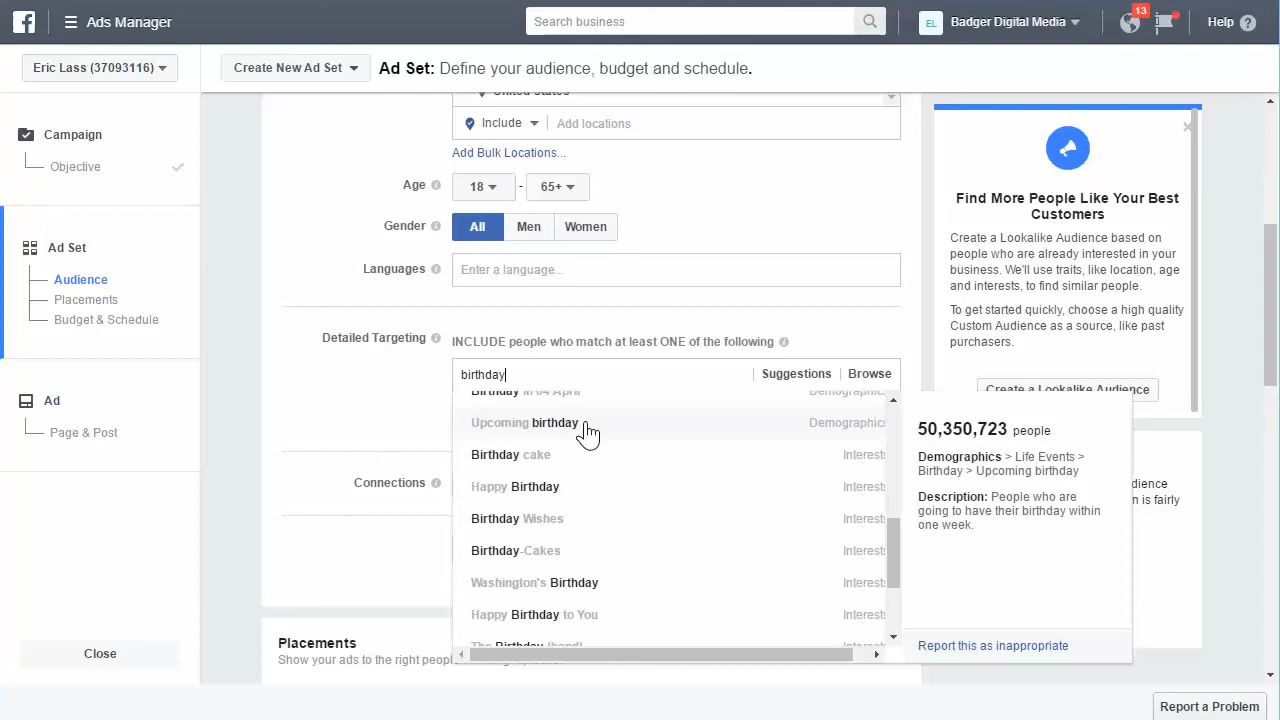 Ads Manager
Search business
EL
Badger Digital Media
13
Help
Eric Lass (37093116)
Create New Ad Set
Ad Set: Define your audience, budget and schedule.
Campaign
Objective
Ad Set
Audience
Placements
Budget & Schedule
Ad
Page & Post
Close
United States
Include
Add locations
Add Bulk Locations...
Age
18
-
65+
Gender
All
Men
Women
Languages
Enter a language...
Detailed Targeting
INCLUDE people who match at least ONE of the following
birthday
Suggestions
Browse
Birthday in 04 April
Demographics
Upcoming birthday
Demographics
Birthday cake
Interests
Happy Birthday
Interests
Birthday Wishes
Interests
Birthday-Cakes
Interests
Washington's Birthday
Interests
Happy Birthday to You
Interests
The Birthday (band)
Connections
Placements
Show your ads to the right peopl
Find More People Like Your Best
Customers
Create a Lookalike Audience based on
people who are already interested in your
business. We'll use traits, like location, age
and interests, to find similar people.
To get started quickly, choose a high quality
Custom Audience as a source, like past
purchasers.
Create a Lookalike Audience
50,350,723 people
Demographics > Life Events >
Birthday > Upcoming birthday
Description: People who are
going to have their birthday within
one week.
Report this as inappropriate
dience
n is fairly
Report a Problem